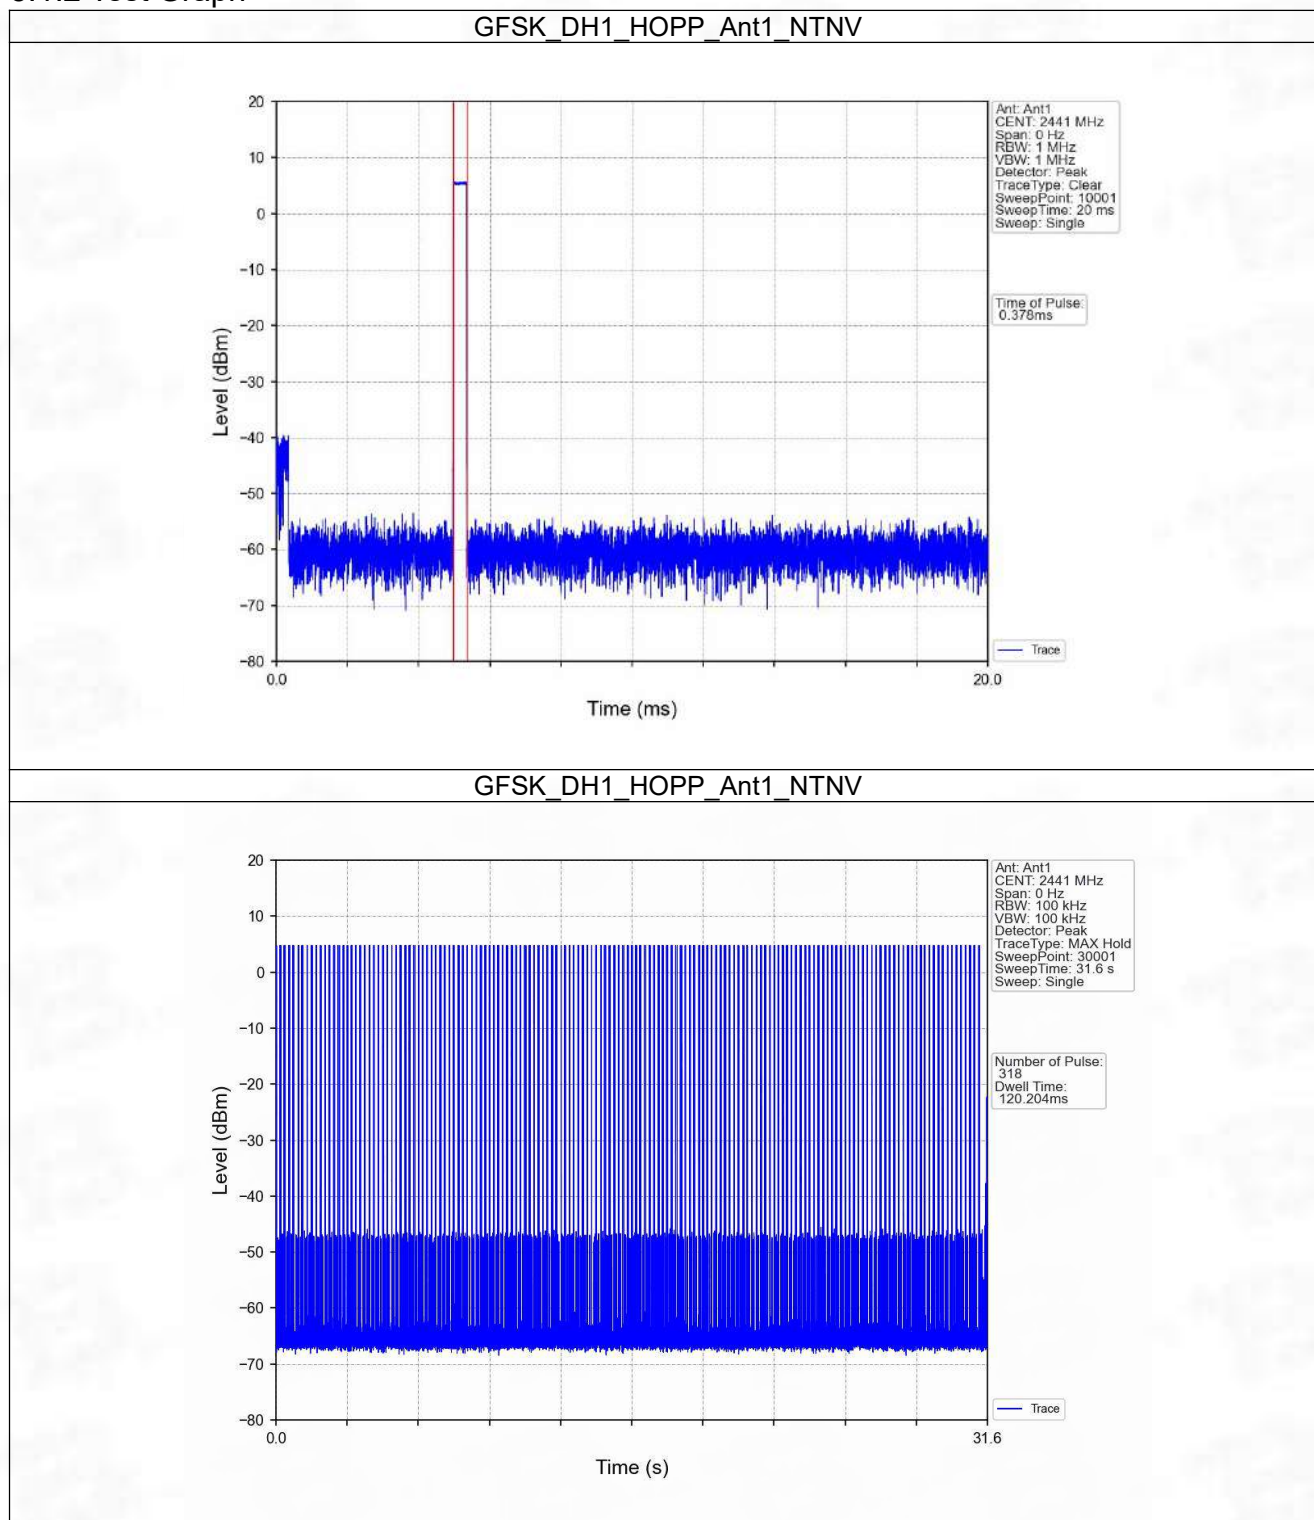 GFSK_DH1_HOPP_Ant1_NTNV
20
10
0
−10
−20
−30
−40
−50
−60
−70
−80
Level (dBm)
0.0
20.0
Time (ms)
Ant: Ant1
CENT: 2441 MHz
Span: 0 Hz
RBW: 1 MHz
VBW: 1 MHz
Detector: Peak
TraceType: Clear
SweepPoint: 10001
SweepTime: 20 ms
Sweep: Single
Time of Pulse:
0.378ms
Trace
GFSK_DH1_HOPP_Ant1_NTNV
20
10
0
−10
−20
−30
−40
−50
−60
−70
−80
Level (dBm)
0.0
31.6
Time (s)
Ant: Ant1
CENT: 2441 MHz
Span: 0 Hz
RBW: 100 kHz
VBW: 100 kHz
Detector: Peak
TraceType: MAX Hold
SweepPoint: 30001
SweepTime: 31.6 s
Sweep: Single
Number of Pulse:
318
Dwell Time:
120.204ms
Trace